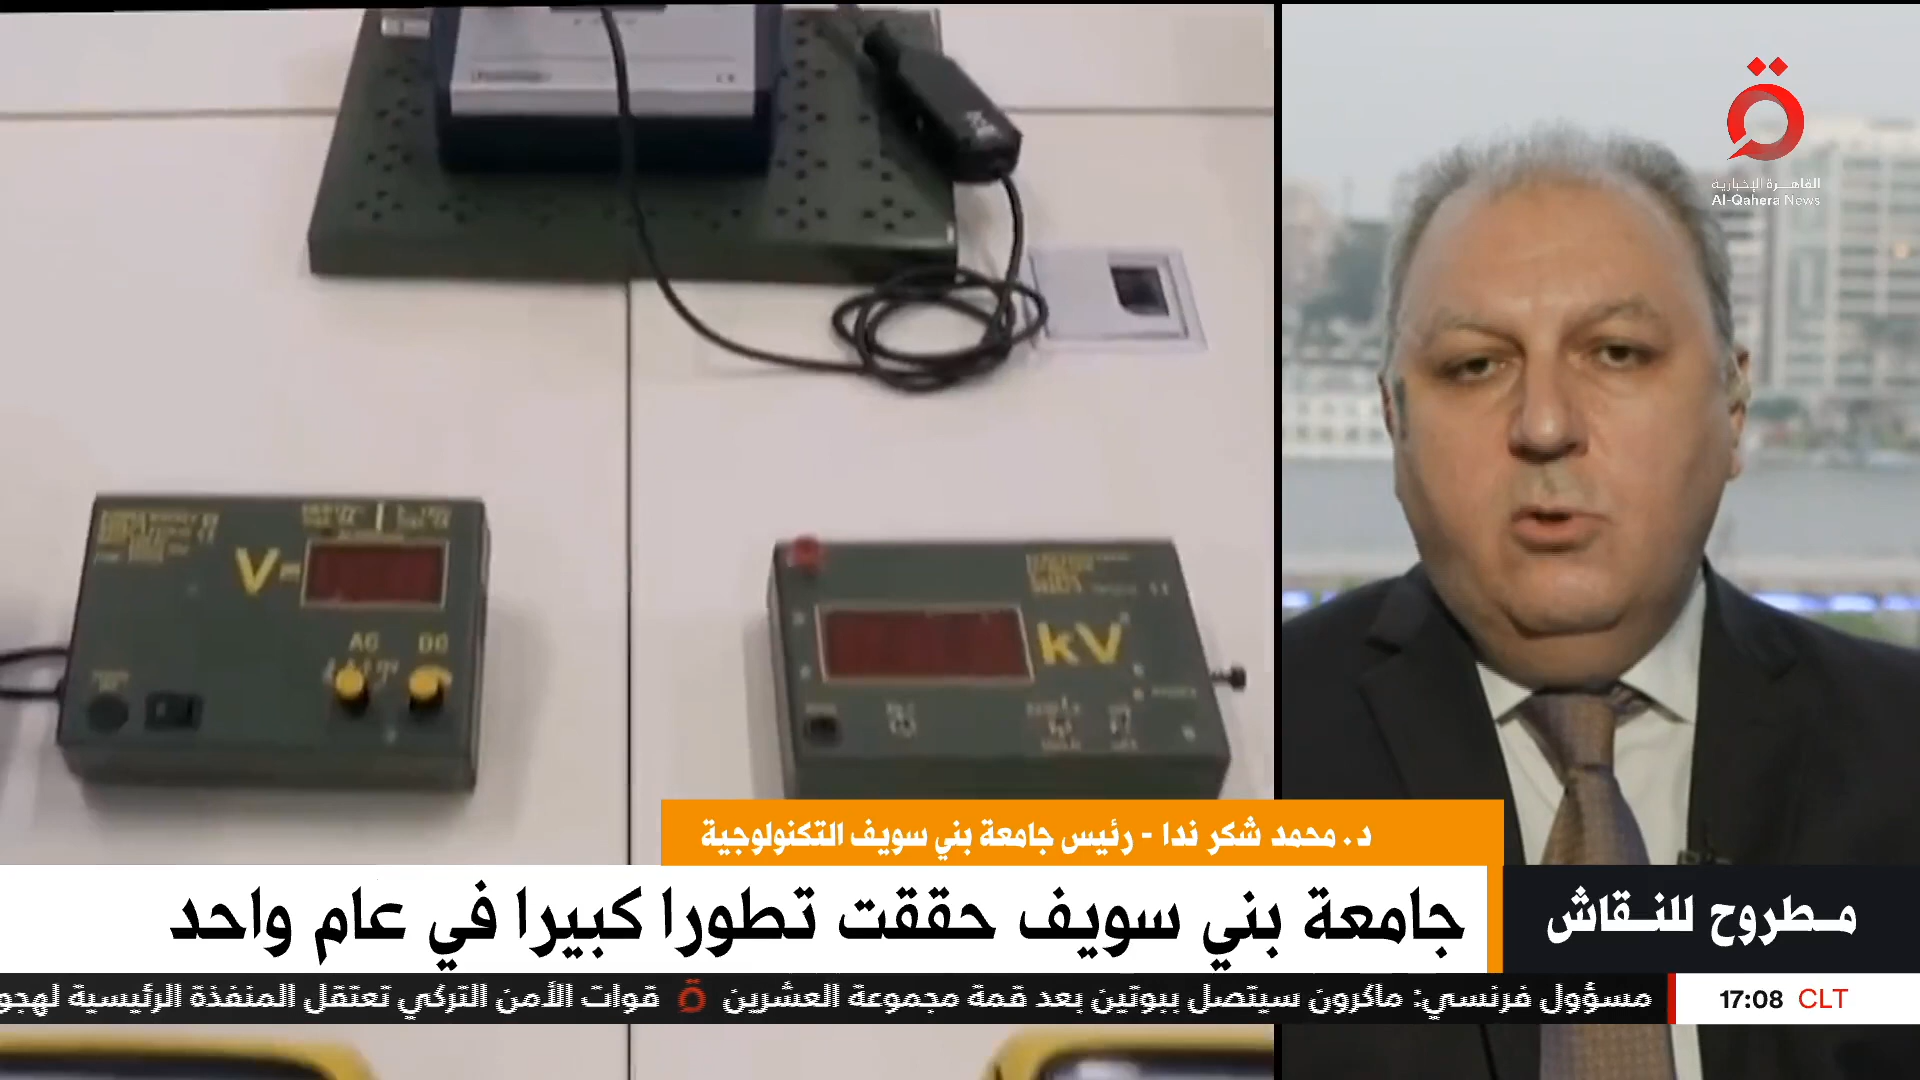 القاهرة الإخبارية
Al-Qahera News
V
AC DC
kV
د. محمد شكر ندا - رئيس جامعة بني سويف التكنولوجية
جامعة بني سويف حققت تطورا كبيرا في عام واحد
مطروح للنقاش
مسؤول فرنسي: ماكرون سيتصل ببوتين بعد قمة مجموعة العشرين
قوات الأمن التركي تعتقل المنفذة الرئيسية لهجو
17:08 CLT